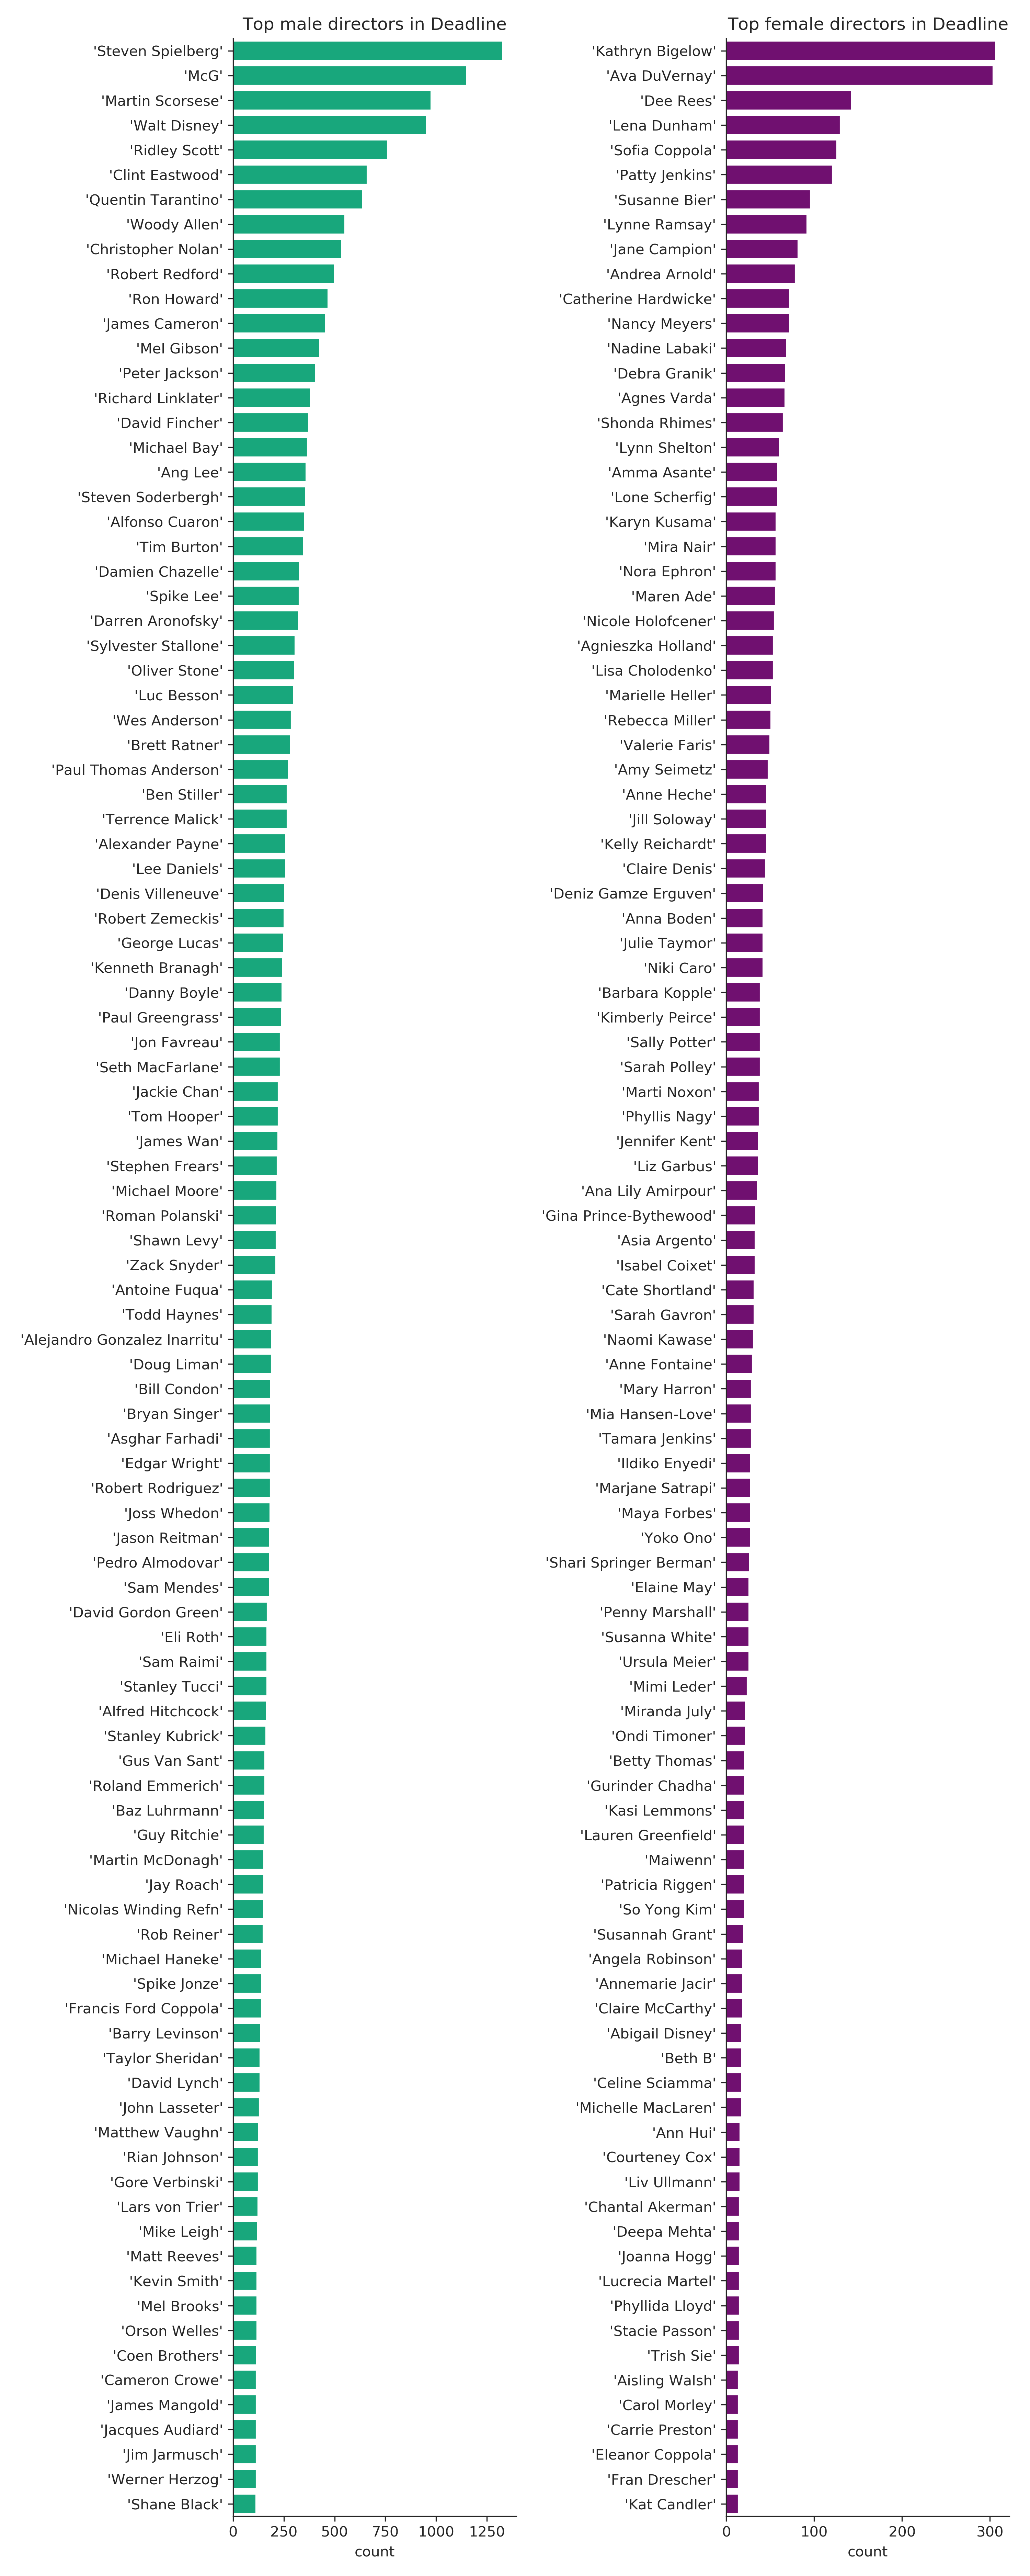 Top male directors in Deadline
'Steven Spielberg'
'McG'
'Martin Scorsese'
'Walt Disney'
'Ridley Scott'
'Clint Eastwood'
'Quentin Tarantino'
'Woody Allen'
'Christopher Nolan'
'Robert Redford'
'Ron Howard'
'James Cameron'
'Mel Gibson'
'Peter Jackson'
'Richard Linklater'
'David Fincher'
'Michael Bay'
'Ang Lee'
'Steven Soderbergh'
'Alfonso Cuaron'
'Tim Burton'
'Damien Chazelle'
'Spike Lee'
'Darren Aronofsky'
'Sylvester Stallone'
'Oliver Stone'
'Luc Besson'
'Wes Anderson'
'Brett Ratner'
'Paul Thomas Anderson'
'Ben Stiller'
'Terrence Malick'
'Alexander Payne'
'Lee Daniels'
'Denis Villeneuve'
'Robert Zemeckis'
'George Lucas'
'Kenneth Branagh'
'Danny Boyle'
'Paul Greengrass'
'Jon Favreau'
'Seth MacFarlane'
'Jackie Chan'
'Tom Hooper'
'James Wan'
'Stephen Frears'
'Michael Moore'
'Roman Polanski'
'Shawn Levy'
'Zack Snyder'
'Antoine Fuqua'
'Todd Haynes'
'Alejandro Gonzalez Inarritu'
'Doug Liman'
'Bill Condon'
'Bryan Singer'
'Asghar Farhadi'
'Edgar Wright'
'Robert Rodriguez'
'Joss Whedon'
'Jason Reitman'
'Pedro Almodovar'
'Sam Mendes'
'David Gordon Green'
'Eli Roth'
'Sam Raimi'
'Stanley Tucci'
'Alfred Hitchcock'
'Stanley Kubrick'
'Gus Van Sant'
'Roland Emmerich'
'Baz Luhrmann'
'Guy Ritchie'
'Martin McDonagh'
'Jay Roach'
'Nicolas Winding Refn'
'Rob Reiner'
'Michael Haneke'
'Spike Jonze'
'Francis Ford Coppola'
'Barry Levinson'
'Taylor Sheridan'
'David Lynch'
'John Lasseter'
'Matthew Vaughn'
'Rian Johnson'
'Gore Verbinski'
'Lars von Trier'
'Mike Leigh'
'Matt Reeves'
'Kevin Smith'
'Mel Brooks'
'Orson Welles'
'Coen Brothers'
'Cameron Crowe'
'James Mangold'
'Jacques Audiard'
'Jim Jarmusch'
'Werner Herzog'
'Shane Black'
0 250 500 750 1000 1250
count
Top female directors in Deadline
'Kathryn Bigelow'
'Ava DuVernay'
'Dee Rees'
'Lena Dunham'
'Sofia Coppola'
'Patty Jenkins'
'Susanne Bier'
'Lynne Ramsay'
'Jane Campion'
'Andrea Arnold'
'Catherine Hardwicke'
'Nancy Meyers'
'Nadine Labaki'
'Debra Granik'
'Agnes Varda'
'Shonda Rhimes'
'Lynn Shelton'
'Amma Asante'
'Lone Scherfig'
'Karyn Kusama'
'Mira Nair'
'Nora Ephron'
'Maren Ade'
'Nicole Holofcener'
'Agnieszka Holland'
'Lisa Cholodenko'
'Marielle Heller'
'Rebecca Miller'
'Valerie Faris'
'Amy Seimetz'
'Anne Heche'
'Jill Soloway'
'Kelly Reichardt'
'Claire Denis'
'Deniz Gamze Erguven'
'Anna Boden'
'Julie Taymor'
'Niki Caro'
'Barbara Kopple'
'Kimberly Peirce'
'Sally Potter'
'Sarah Polley'
'Marti Noxon'
'Phyllis Nagy'
'Jennifer Kent'
'Liz Garbus'
'Ana Lily Amirpour'
'Gina Prince-Bythewood'
'Asia Argento'
'Isabel Coixet'
'Cate Shortland'
'Sarah Gavron'
'Naomi Kawase'
'Anne Fontaine'
'Mary Harron'
'Mia Hansen-Love'
'Tamara Jenkins'
'Ildiko Enyedi'
'Marjane Satrapi'
'Maya Forbes'
'Yoko Ono'
'Shari Springer Berman'
'Elaine May'
'Penny Marshall'
'Susanna White'
'Ursula Meier'
'Mimi Leder'
'Miranda July'
'Ondi Timoner'
'Betty Thomas'
'Gurinder Chadha'
'Kasi Lemmons'
'Lauren Greenfield'
'Maiwenn'
'Patricia Riggen'
'So Yong Kim'
'Susannah Grant'
'Angela Robinson'
'Annemarie Jacir'
'Claire McCarthy'
'Abigail Disney'
'Beth B'
'Celine Sciamma'
'Michelle MacLaren'
'Ann Hui'
'Courteney Cox'
'Liv Ullmann'
'Chantal Akerman'
'Deepa Mehta'
'Joanna Hogg'
'Lucrecia Martel'
'Phyllida Lloyd'
'Stacie Passon'
'Trish Sie'
'Aisling Walsh'
'Carol Morley'
'Carrie Preston'
'Eleanor Coppola'
'Fran Drescher'
'Kat Candler'
0 100 200 300
count